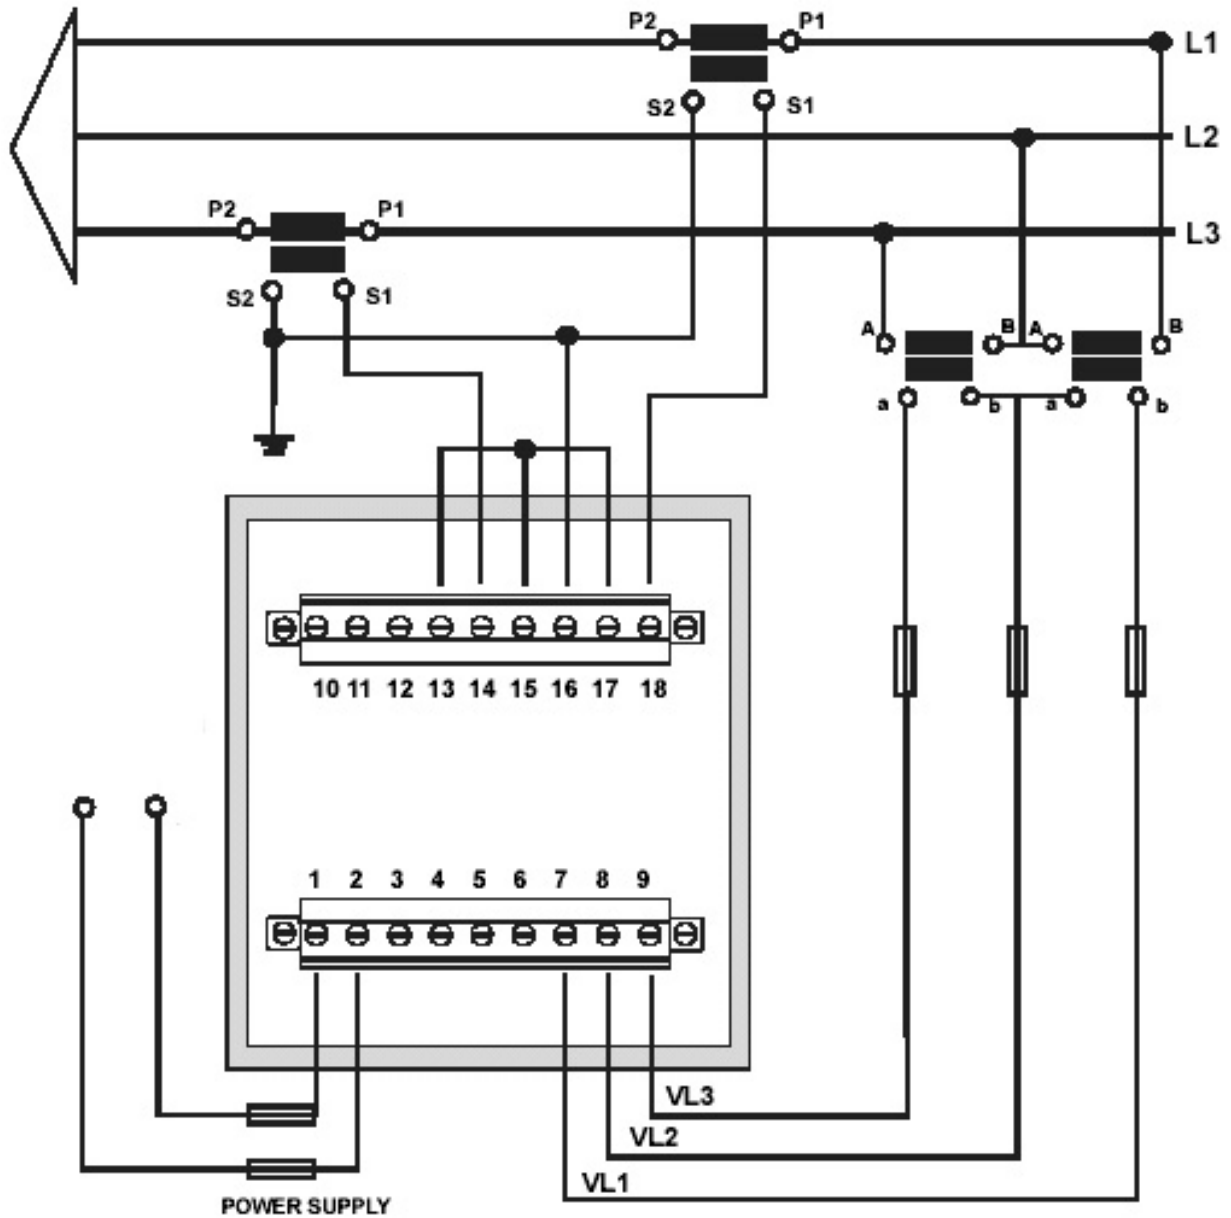 P2 P1 L1
S2 S1
L2
P2 P1 L3
S2 S1
A B A B
a b a b
10 11 12 13 14 15 16 17 18
1 2 3 4 5 6 7 8 9
VL3
VL2
VL1
POWER SUPPLY